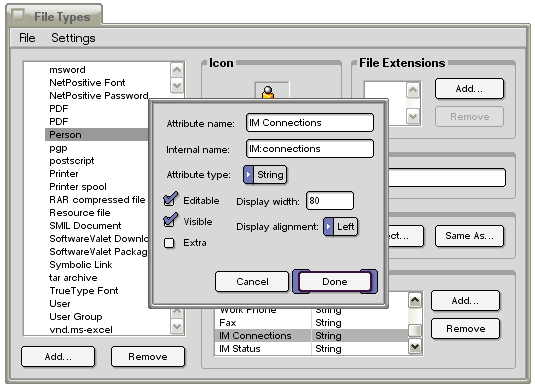 File Types
File Settings
msword
NetPositive Font
NetPositive Password
PDF
PDF
Person
pgp
postscript
Printer
Printer spool
RAR compressed file
Resource file
SMIL Document
SoftwareValet Downlo
SoftwareValet Packag
Symbolic Link
tar archive
TrueType Font
User
User Group
vnd.ms-excel
Add... Remove
Icon
File Extensions
Add...
Remove
Attribute name: IM Connections
Internal name: IM:connections
Attribute type: String
Editable Display width: 80
Visible Display alignment: Left
Extra
Cancel Done
ect... Same As...
Work Phone String
Fax String
IM Connections String
IM Status String
Add...
Remove